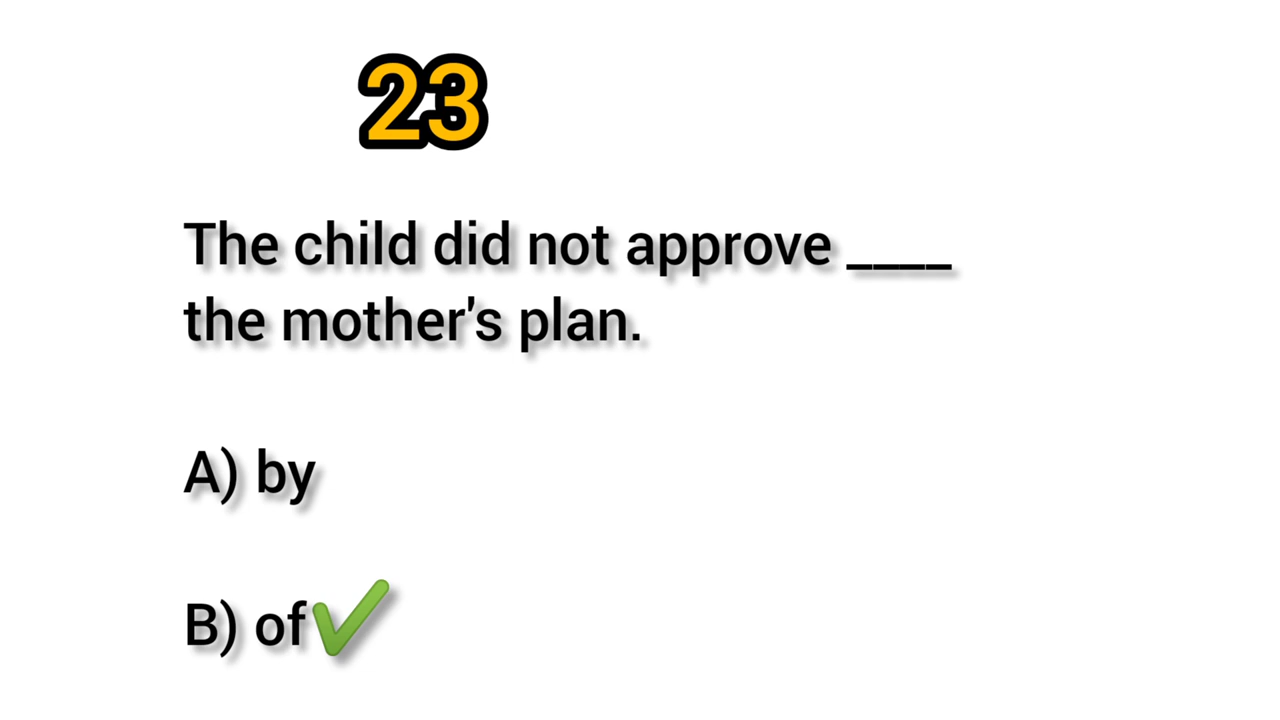 23
The child did not approve ____
the mother's plan.
A) by
B) of✅